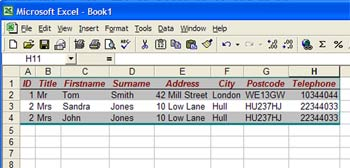 Microsoft Excel - Book1
File Edit View Insert Format Tools Data Window Help
H11 =
A B C D E F G H
1 ID Title Firstname Surname Address City Postcode Telephone
2 1 Mr Tom Smith 42 Mill Street London WE13GW 10344044
3 2 Mrs Sandra Jones 10 Low Lane Hull HU237HJ 22344033
4 2 Mrs John Jones 10 Low Lane Hull HU237HJ 22344033
5
6
7
8